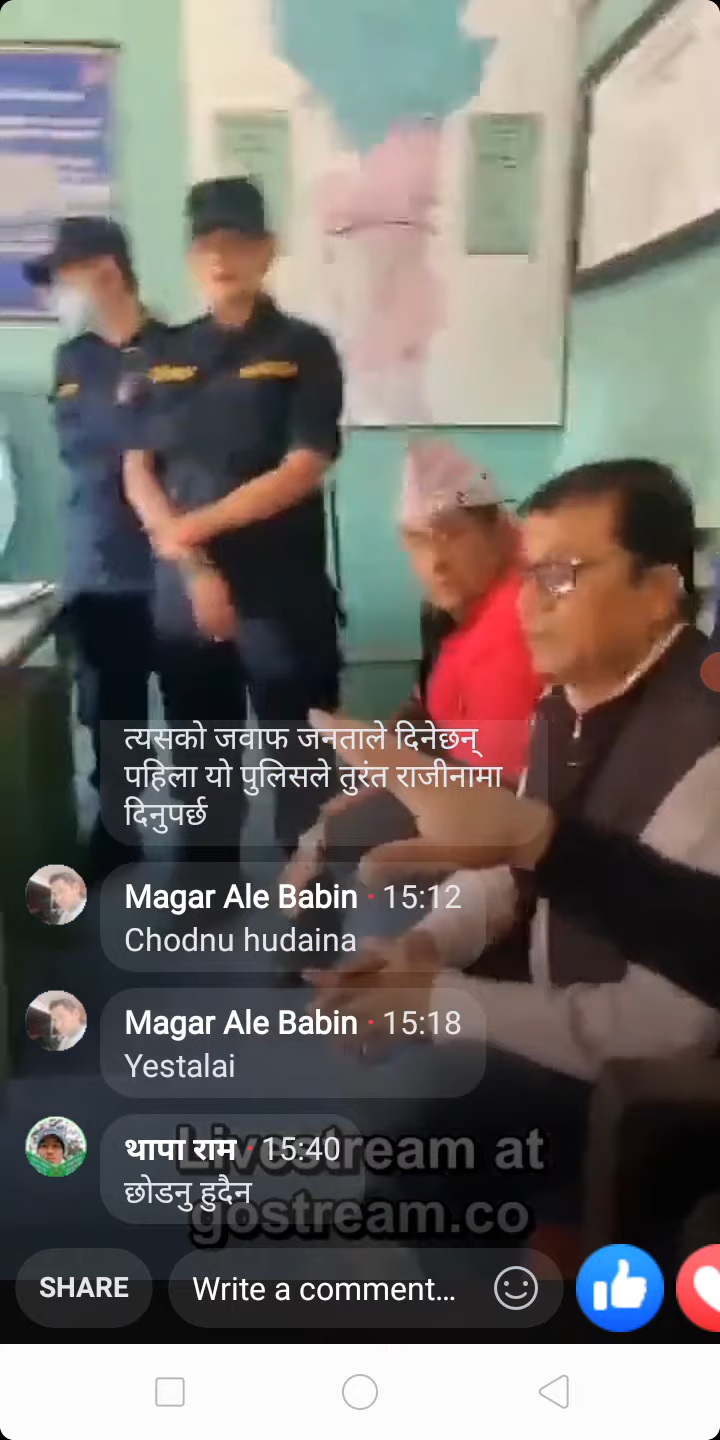 त्यसको जवाफ जनताले दिनेछन्
पहिला यो पुलिसले तुरंत राजीनामा
दिनुपर्छ
Magar Ale Babin · 15:12
Chodnu hudaina
Magar Ale Babin · 15:18
Yestalai
थापा राम · 15:40
छोडनु हुदैन
Livestream at
gostream.co
SHARE
Write a comment...